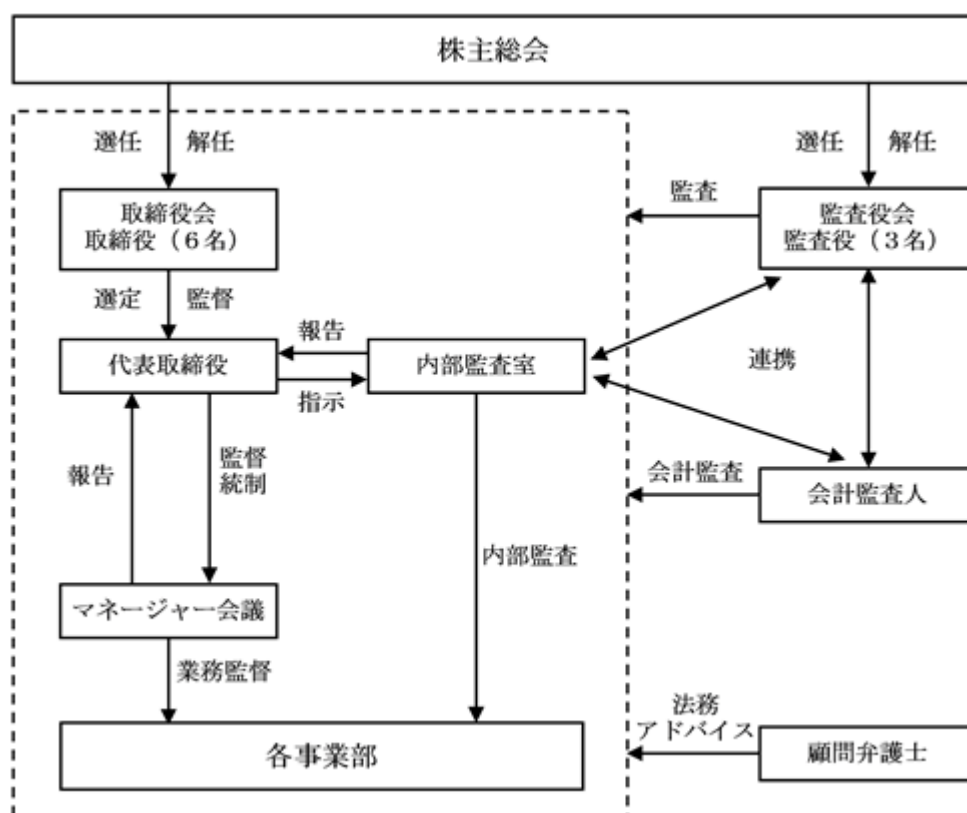 株主総会
選任 解任
選任 解任
取締役会
取締役（６名）
監査
監査役会
監査役（３名）
選定 監督
報告
代表取締役
内部監査室
連携
指示
報告
監督
統制
会計監査
会計監査人
内部監査
マネージャー会議
業務監督
法務
アドバイス
各事業部
顧問弁護士